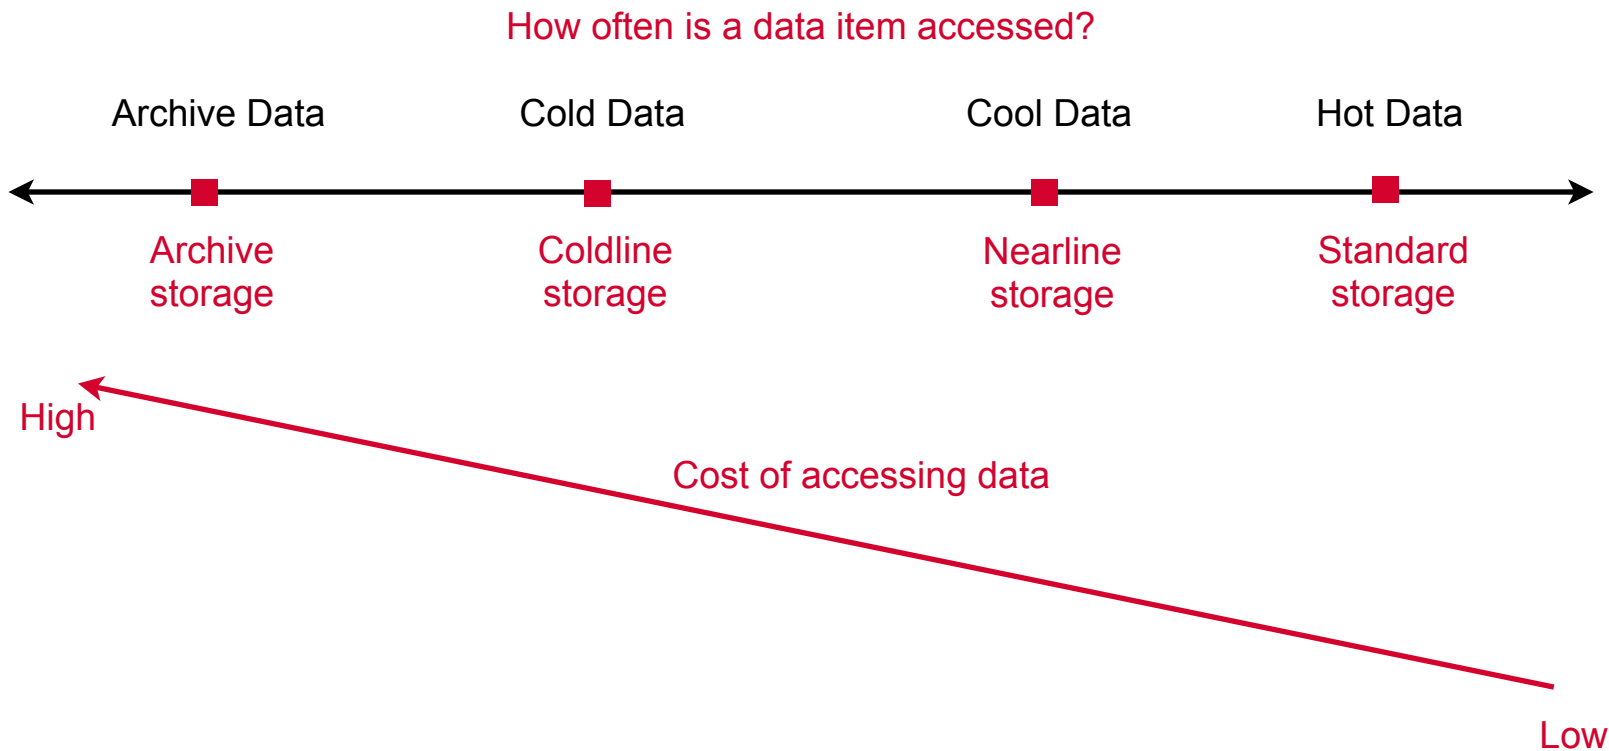 How often is a data item accessed?
Archive Data
Cold Data
Cool Data
Hot Data
Archive
storage
Coldline
storage
Nearline
storage
Standard
storage
High
Cost of accessing data
Low